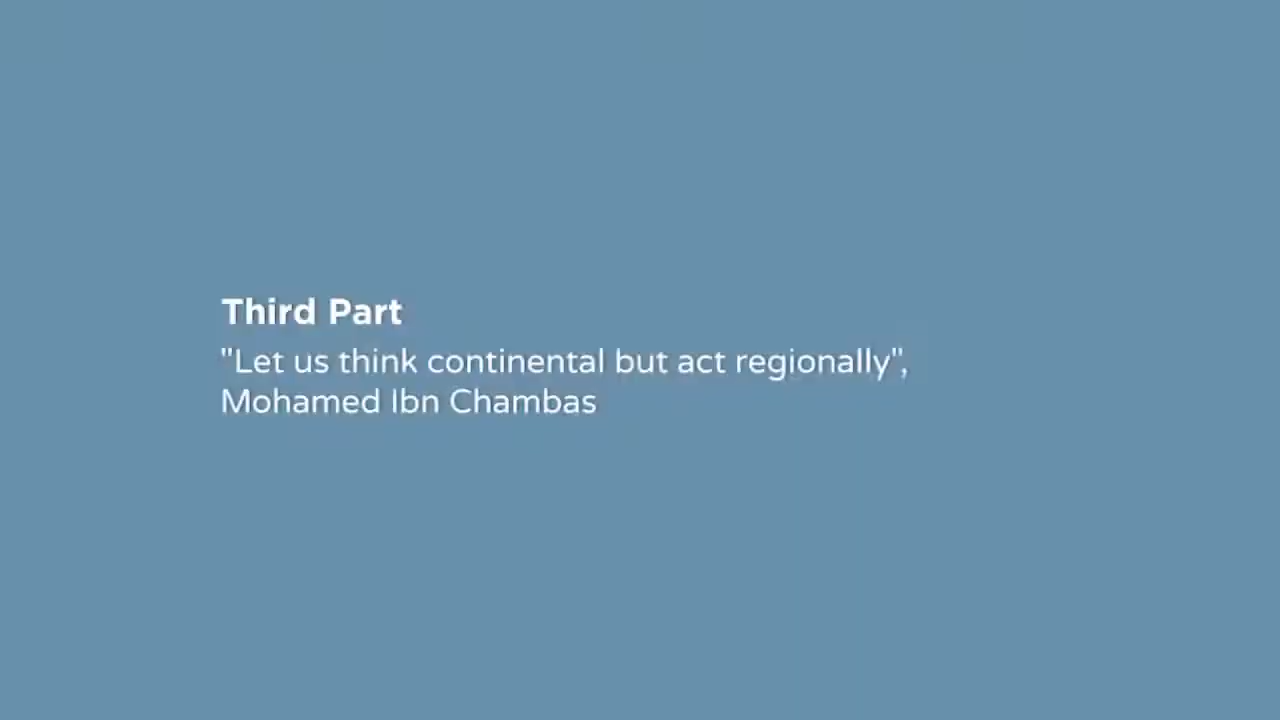 Third Part
"Let us think continental but act regionally",
Mohamed Ibn Chambas